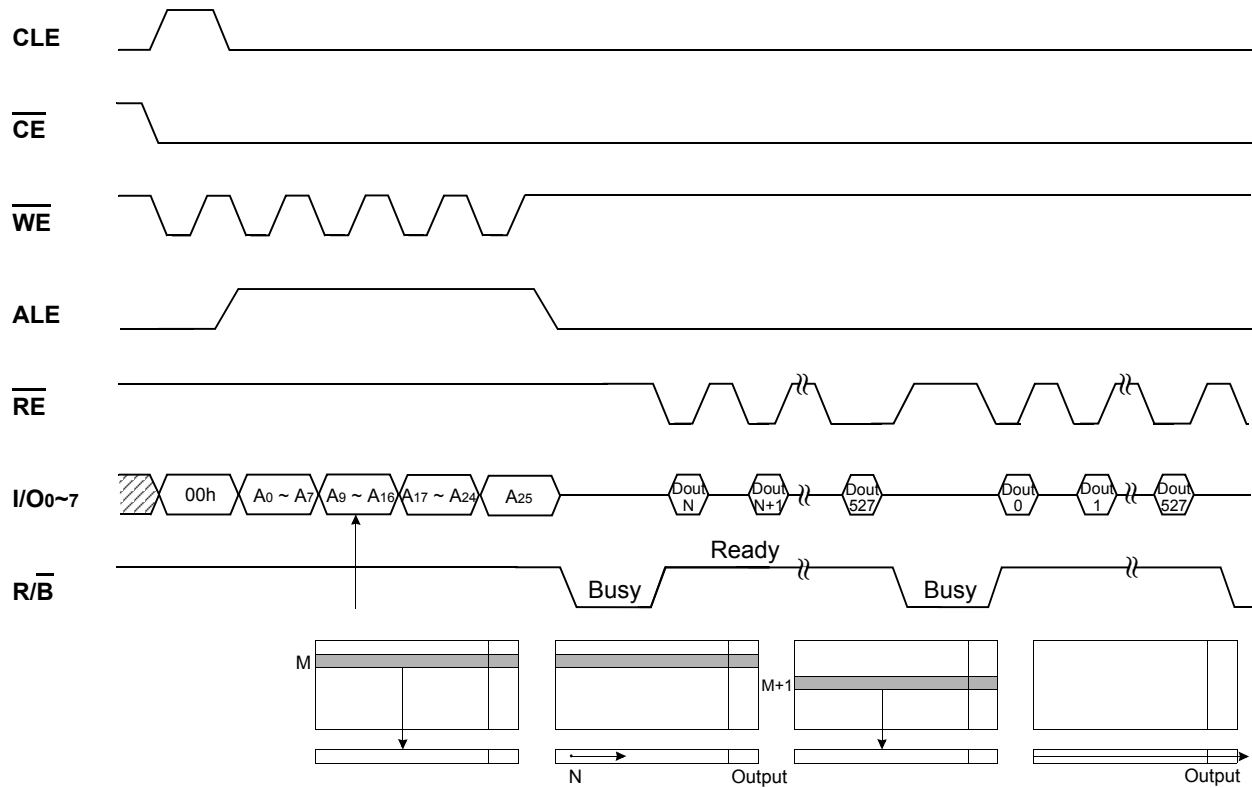 CLE
CE
WE
ALE
RE
I/O0~7 00h A0 ~ A7 A9 ~ A16 A17 ~ A24 A25 Dout N Dout N+1 Dout 527 Dout 0 Dout 1 Dout 527
R/B Busy Ready Busy
M M+1
N Output Output